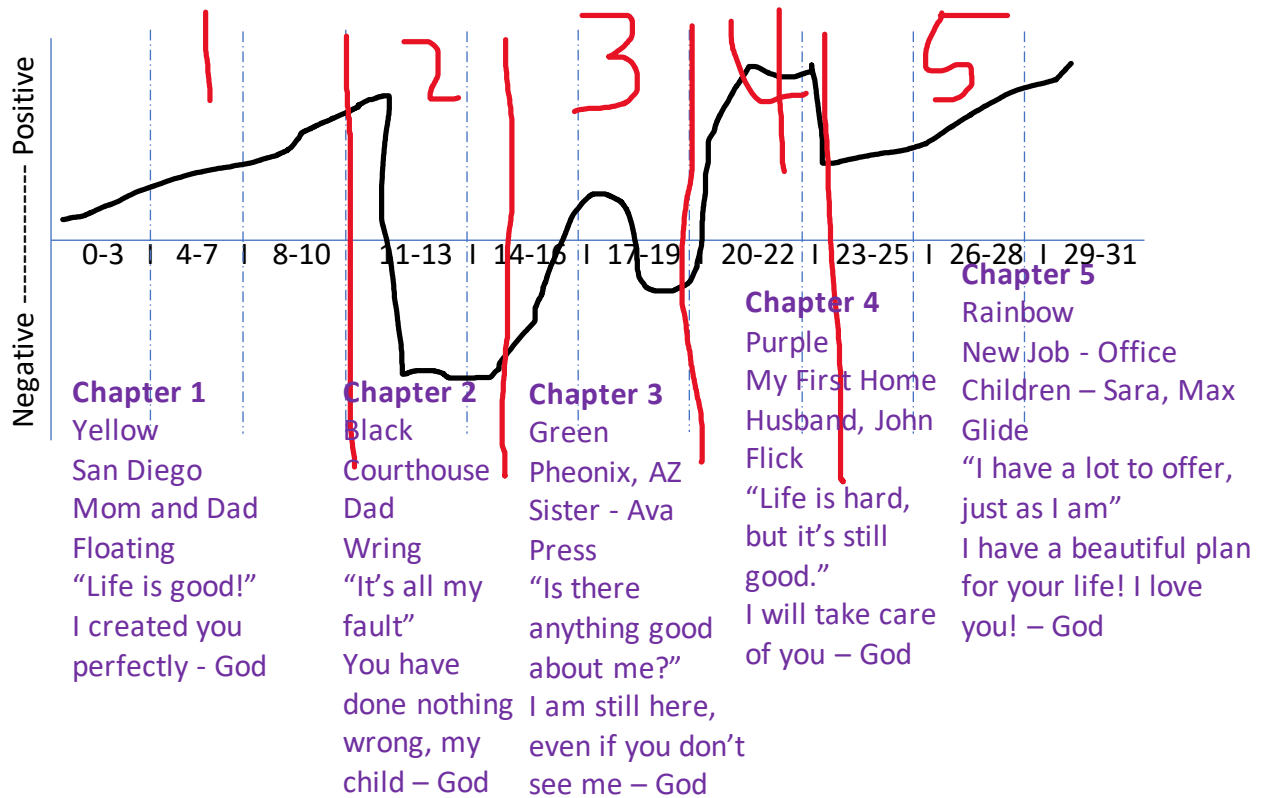 1
2
3
4
5
Negative ---------------- Positive
0-3 I 4-7 I 8-10 11-13 I 14-16 17-19 I 20-22 I 23-25 I 26-28 I 29-31
Chapter 1
Yellow
San Diego
Mom and Dad
Floating
“Life is good!”
I created you
perfectly - God
Chapter 2
Black
Courthouse
Dad
Wring
“It’s all my
fault”
You have
done nothing
wrong, my
child – God
Chapter 3
Green
Pheonix, AZ
Sister - Ava
Press
“Is there
anything good
about me?”
I am still here,
even if you don’t
see me – God
Chapter 4
Purple
My First Home
Husband, John
Flick
“Life is hard,
but it’s still
good.”
I will take care
of you – God
Chapter 5
Rainbow
New Job - Office
Children – Sara, Max
Glide
“I have a lot to offer,
just as I am”
I have a beautiful plan
for your life! I love
you! – God